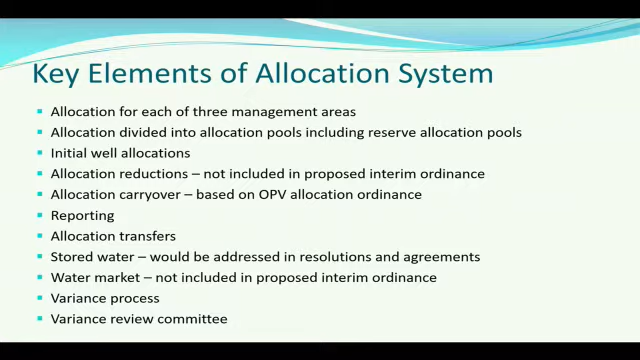 Key Elements of Allocation System
Allocation for each of three management areas
Allocation divided into allocation pools including reserve allocation pools
Initial well allocations
Allocation reductions – not included in proposed interim ordinance
Allocation carryover – based on OPV allocation ordinance
Reporting
Allocation transfers
Stored water – would be addressed in resolutions and agreements
Water market – not included in proposed interim ordinance
Variance process
Variance review committee